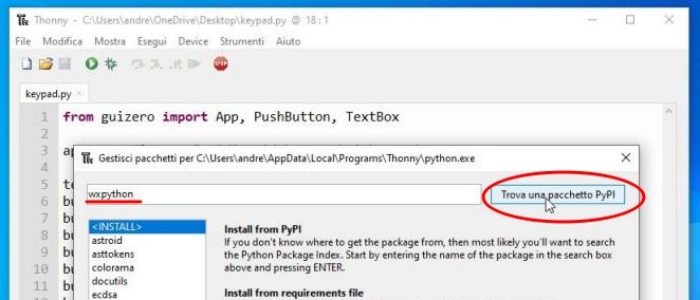 Thonny - C:\Users\andre\OneDrive\Desktop\keypad.py @ 18:1
File Modifica Mostra Esegui Device Strumenti Aiuto
keypad.py
1 from guizero import App, PushButton, TextBox
2
3 ap
Gestisci pacchetti per C:\Users\andre\AppData\Local\Programs\Thonny\python.exe
4
5 te
wxpython
Trova una pacchetto PyPI
6 bu
7 bu
8 bu
9 bu
10 bu
11 bu
<INSTALL>
astroid
asttokens
colorama
docutils
ecdsa
Install from PyPI
If you don't know where to get the package from, then most likely you'll want to search
the Python Package Index. Start by entering the name of the package in the search box
above and pressing ENTER.
Install from requirements file